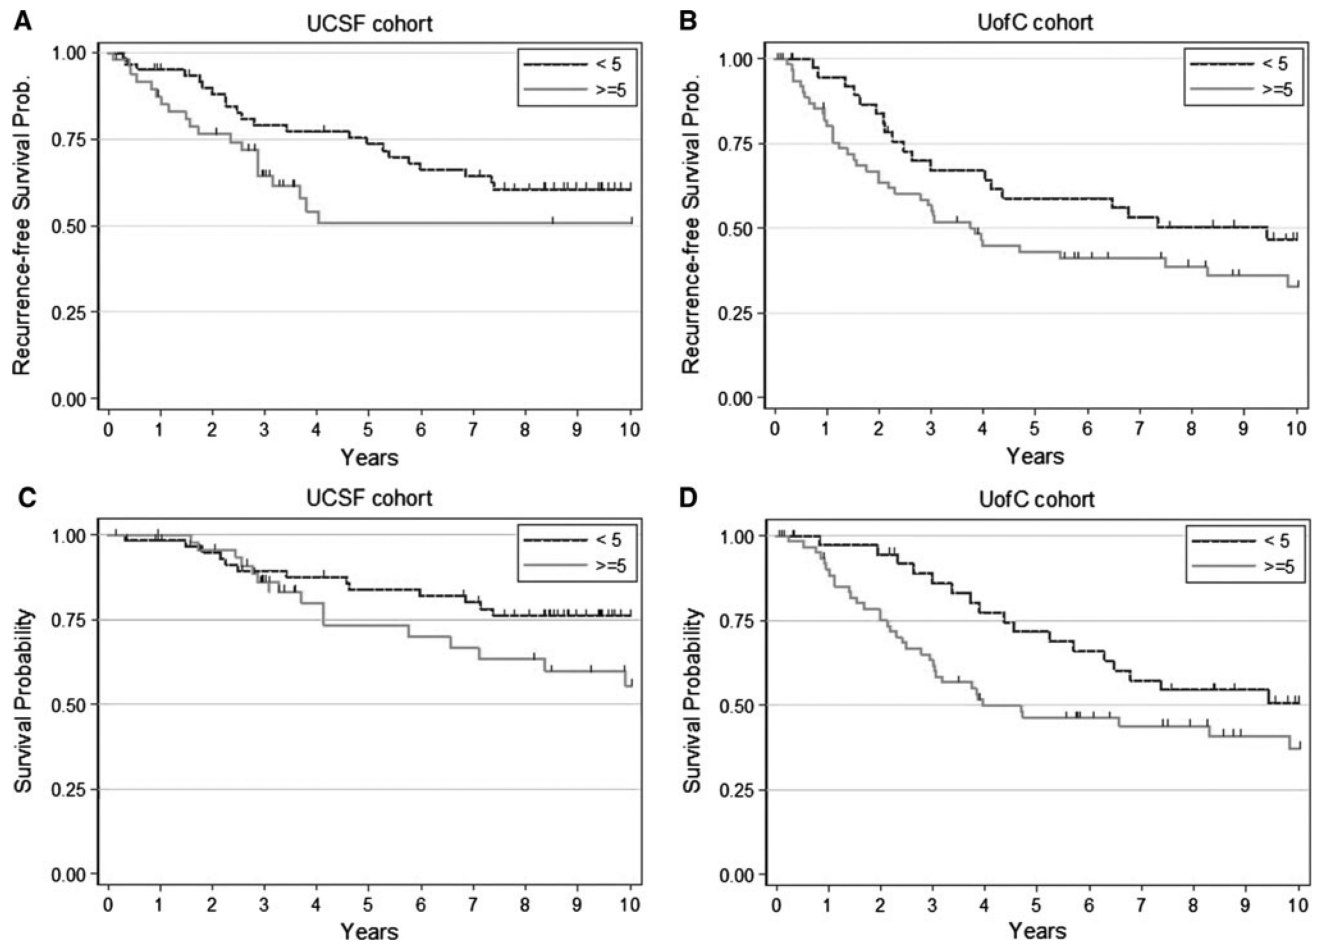 A
UCSF cohort
Recurrence-free Survival Prob.
1.00
0.75
0.50
0.25
0.00
< 5
>=5
0 1 2 3 4 5 6 7 8 9 10
Years
B
UofC cohort
Recurrence-free Survival Prob.
1.00
0.75
0.50
0.25
0.00
< 5
>=5
0 1 2 3 4 5 6 7 8 9 10
Years
C
UCSF cohort
Survival Probability
1.00
0.75
0.50
0.25
0.00
< 5
>=5
0 1 2 3 4 5 6 7 8 9 10
Years
D
UofC cohort
Survival Probability
1.00
0.75
0.50
0.25
0.00
< 5
>=5
0 1 2 3 4 5 6 7 8 9 10
Years